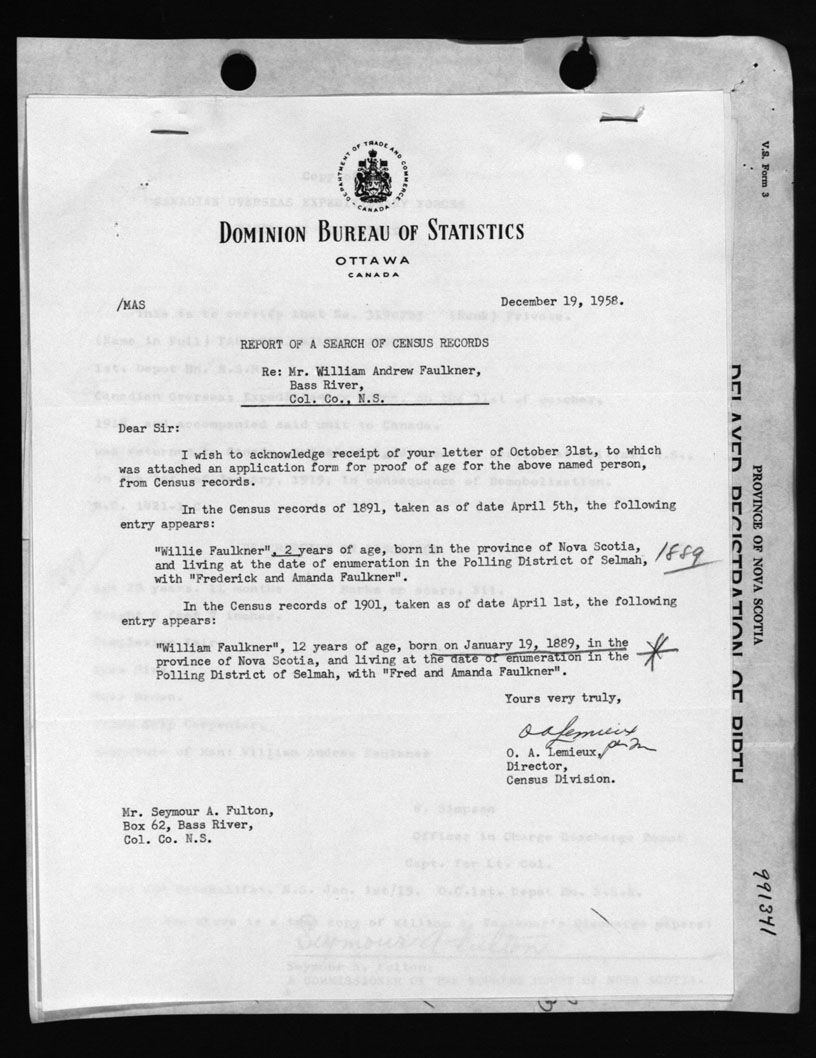 DEPARTMENT OF TRADE AND COMMERCE
CANADA
DOMINION BUREAU OF STATISTICS
OTTAWA
CANADA
/MAS
December 19, 1958.
REPORT OF A SEARCH OF CENSUS RECORDS
Re: Mr. William Andrew Faulkner,
Bass River,
Col. Co., N.S.
Dear Sir:
I wish to acknowledge receipt of your letter of October 31st, to which
was attached an application form for proof of age for the above named person,
from Census records.
In the Census records of 1891, taken as of date April 5th, the following
entry appears:
"Willie Faulkner", 2 years of age, born in the province of Nova Scotia,
and living at the date of enumeration in the Polling District of Selmah,
with "Frederick and Amanda Faulkner".
1889
In the Census records of 1901, taken as of date April 1st, the following
entry appears:
"William Faulkner", 12 years of age, born on January 19, 1889, in the
province of Nova Scotia, and living at the date of enumeration in the
Polling District of Selmah, with "Fred and Amanda Faulkner".
Yours very truly,
O A Lemieux
O. A. Lemieux,
Director,
Census Division.
Mr. Seymour A. Fulton,
Box 62, Bass River,
Col. Co. N.S.
V.S. Form 3
PROVINCE OF NOVA SCOTIA
DELAYED REGISTRATION OF BIRTH
991341